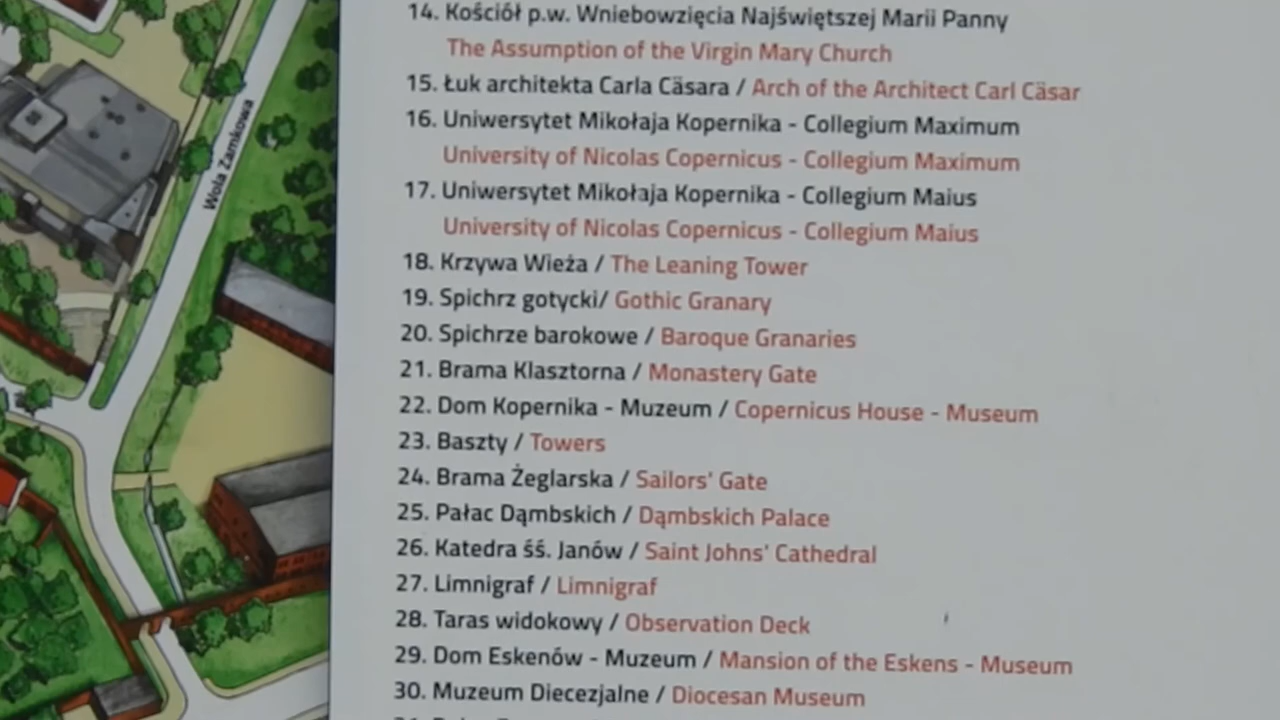 14. Kościół p.w. Wniebowzięcia Najświętszej Marii Panny
The Assumption of the Virgin Mary Church
15. Łuk architekta Carla Cäsara / Arch of the Architect Carl Cäsar
16. Uniwersytet Mikołaja Kopernika - Collegium Maximum
University of Nicolas Copernicus - Collegium Maximum
17. Uniwersytet Mikołaja Kopernika - Collegium Maius
University of Nicolas Copernicus - Collegium Maius
18. Krzywa Wieża / The Leaning Tower
19. Spichrz gotycki/ Gothic Granary
20. Spichrze barokowe / Baroque Granaries
21. Brama Klasztorna / Monastery Gate
22. Dom Kopernika - Muzeum / Copernicus House - Museum
23. Baszty / Towers
24. Brama Żeglarska / Sailors' Gate
25. Pałac Dąmbskich / Dąmbskich Palace
26. Katedra śś. Janów / Saint Johns' Cathedral
27. Limnigraf / Limnigraf
28. Taras widokowy / Observation Deck
29. Dom Eskenów - Muzeum / Mansion of the Eskens - Museum
30. Muzeum Diecezjalne / Diocesan Museum
Wola Zamkowa